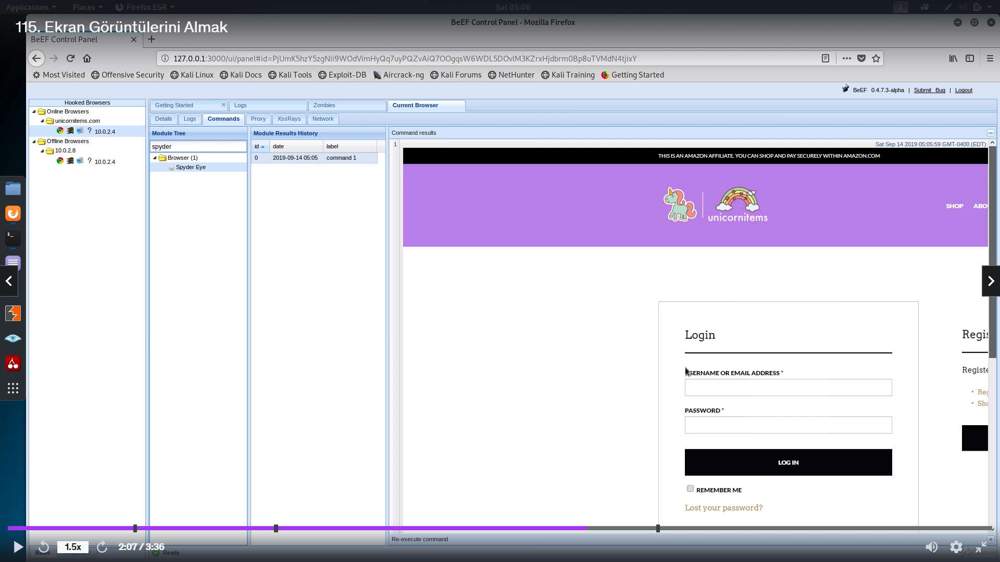 Applications
Places
Firefox ESR
Sat 05:06
1
115. Ekran Görüntülerini Almak
BeEF Control Panel - Mozilla Firefox
BeEF Control Panel
127.0.0.1:3000/ui/panel#id=PjUmK5hzY5zgNii9WOdVimHyQq7uyPQZvAiQ7OOgqsW6WDL5DOvlM3KZrxHjdbrm0Bp8uTVMdN4tjixY
Most Visited
Offensive Security
Kali Linux
Kali Docs
Kali Tools
Exploit-DB
Aircrack-ng
Kali Forums
NetHunter
Kali Training
Getting Started
BeEF 0.4.7.3-alpha | Submit Bug | Logout
Hooked Browsers
Online Browsers
unicornitems.com
? 10.0.2.4
Offline Browsers
10.0.2.8
? 10.0.2.4
Getting Started
Logs
Zombies
Current Browser
Details
Logs
Commands
Proxy
XssRays
Network
Module Tree
spyder
Browser (1)
Spyder Eye
Module Results History
id
date
label
0
2019-09-14 05:05
command 1
Command results
1
Sat Sep 14 2019 05:05:59 GMT-0400 (EDT)
THIS IS AN AMAZON AFFILIATE. YOU CAN SHOP AND PAY SECURELY WITHIN AMAZON.COM
unicornitems
SHOP
ABOU
Login
USERNAME OR EMAIL ADDRESS *
PASSWORD *
LOG IN
REMEMBER ME
Lost your password?
Regis
Registe
• Reg
• Sho
Re-execute command
1.5x
2:07 / 3:36
Basic
Ready